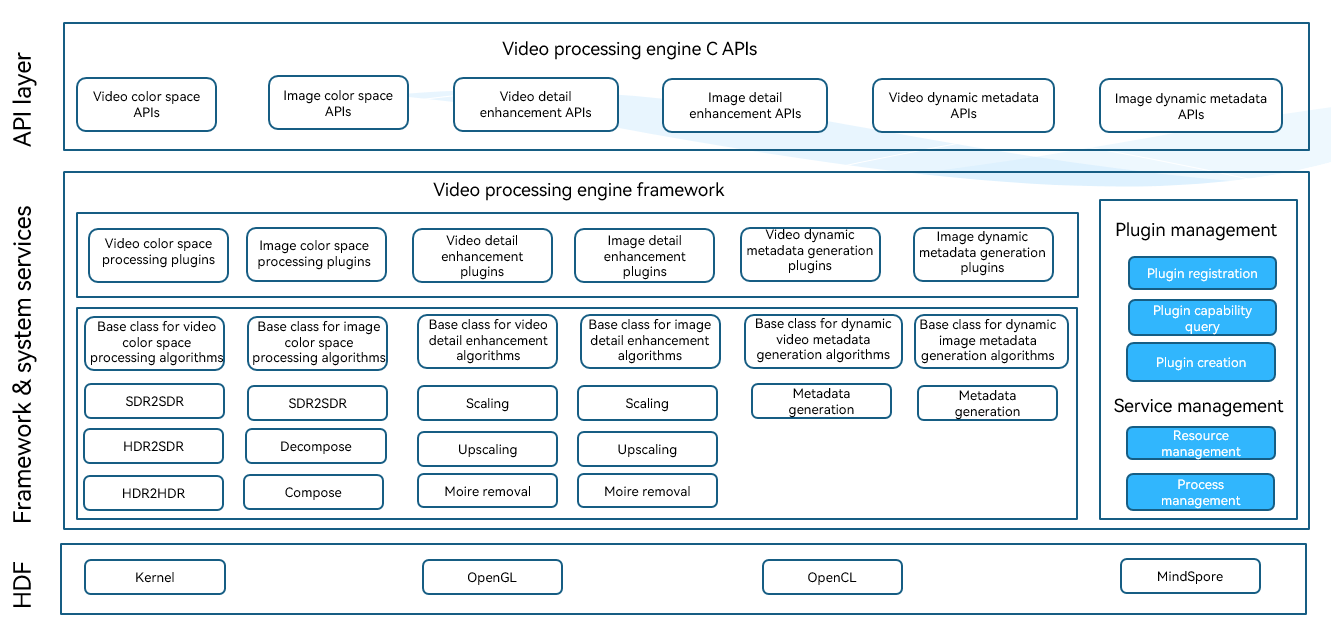 API layer
Video processing engine C APIs
Video color space
APIs
Image color space
APIs
Video detail
enhancement APIs
Image detail
enhancement APIs
Video dynamic metadata
APIs
Image dynamic metadata
APIs
Framework & system services
Video processing engine framework
Video color space
processing plugins
Image color space
processing plugins
Video detail
enhancement
plugins
Image detail
enhancement
plugins
Video dynamic
metadata generation
plugins
Image dynamic
metadata generation
plugins
Base class for video
color space
processing algorithms
Base class for image
color space
processing algorithms
Base class for video
detail enhancement
algorithms
Base class for image
detail enhancement
algorithms
Base class for dynamic
video metadata
generation algorithms
Base class for dynamic
image metadata
generation algorithms
SDR2SDR
SDR2SDR
Scaling
Scaling
Metadata
generation
Metadata
generation
HDR2SDR
Decompose
Upscaling
Upscaling
HDR2HDR
Compose
Moire removal
Moire removal
Plugin management
Plugin registration
Plugin capability
query
Plugin creation
Service management
Resource
management
Process
management
HDF
Kernel
OpenGL
OpenCL
MindSpore